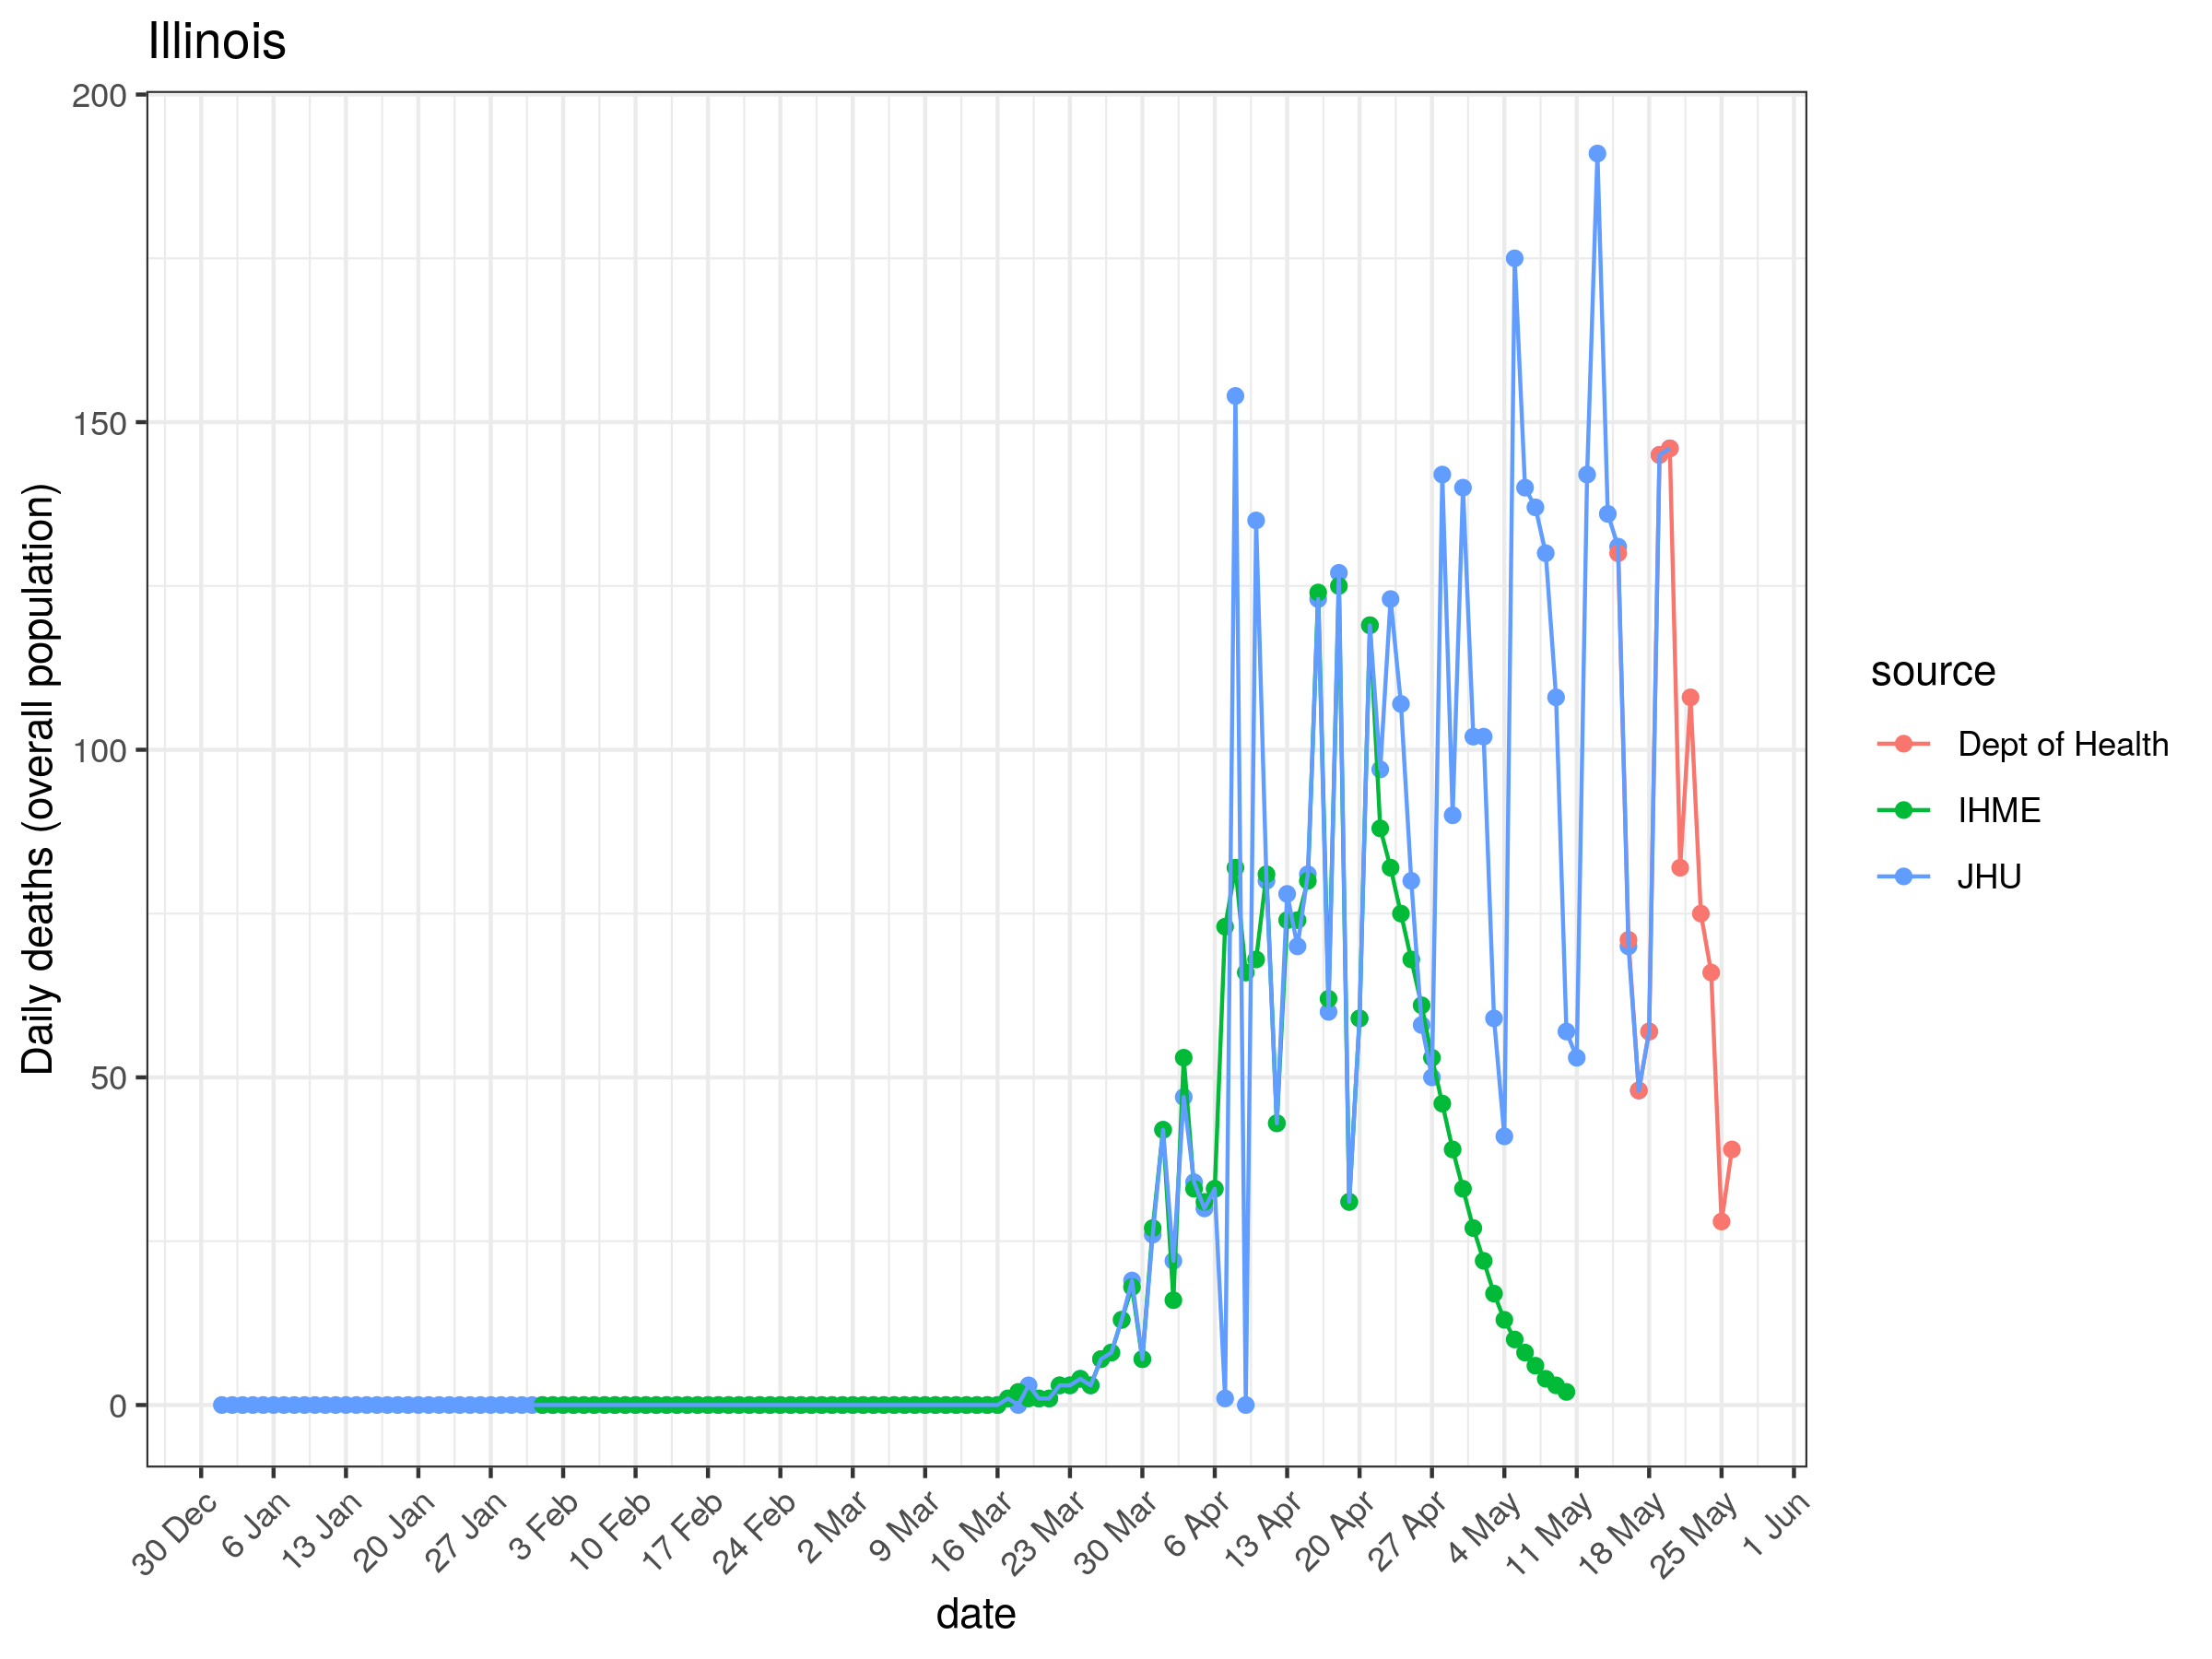 Illinois
200
150
100
50
0
Daily deaths (overall population)
30 Dec
6 Jan
13 Jan
20 Jan
27 Jan
3 Feb
10 Feb
17 Feb
24 Feb
2 Mar
9 Mar
16 Mar
23 Mar
30 Mar
6 Apr
13 Apr
20 Apr
27 Apr
4 May
11 May
18 May
25 May
1 Jun
date
source
Dept of Health
IHME
JHU